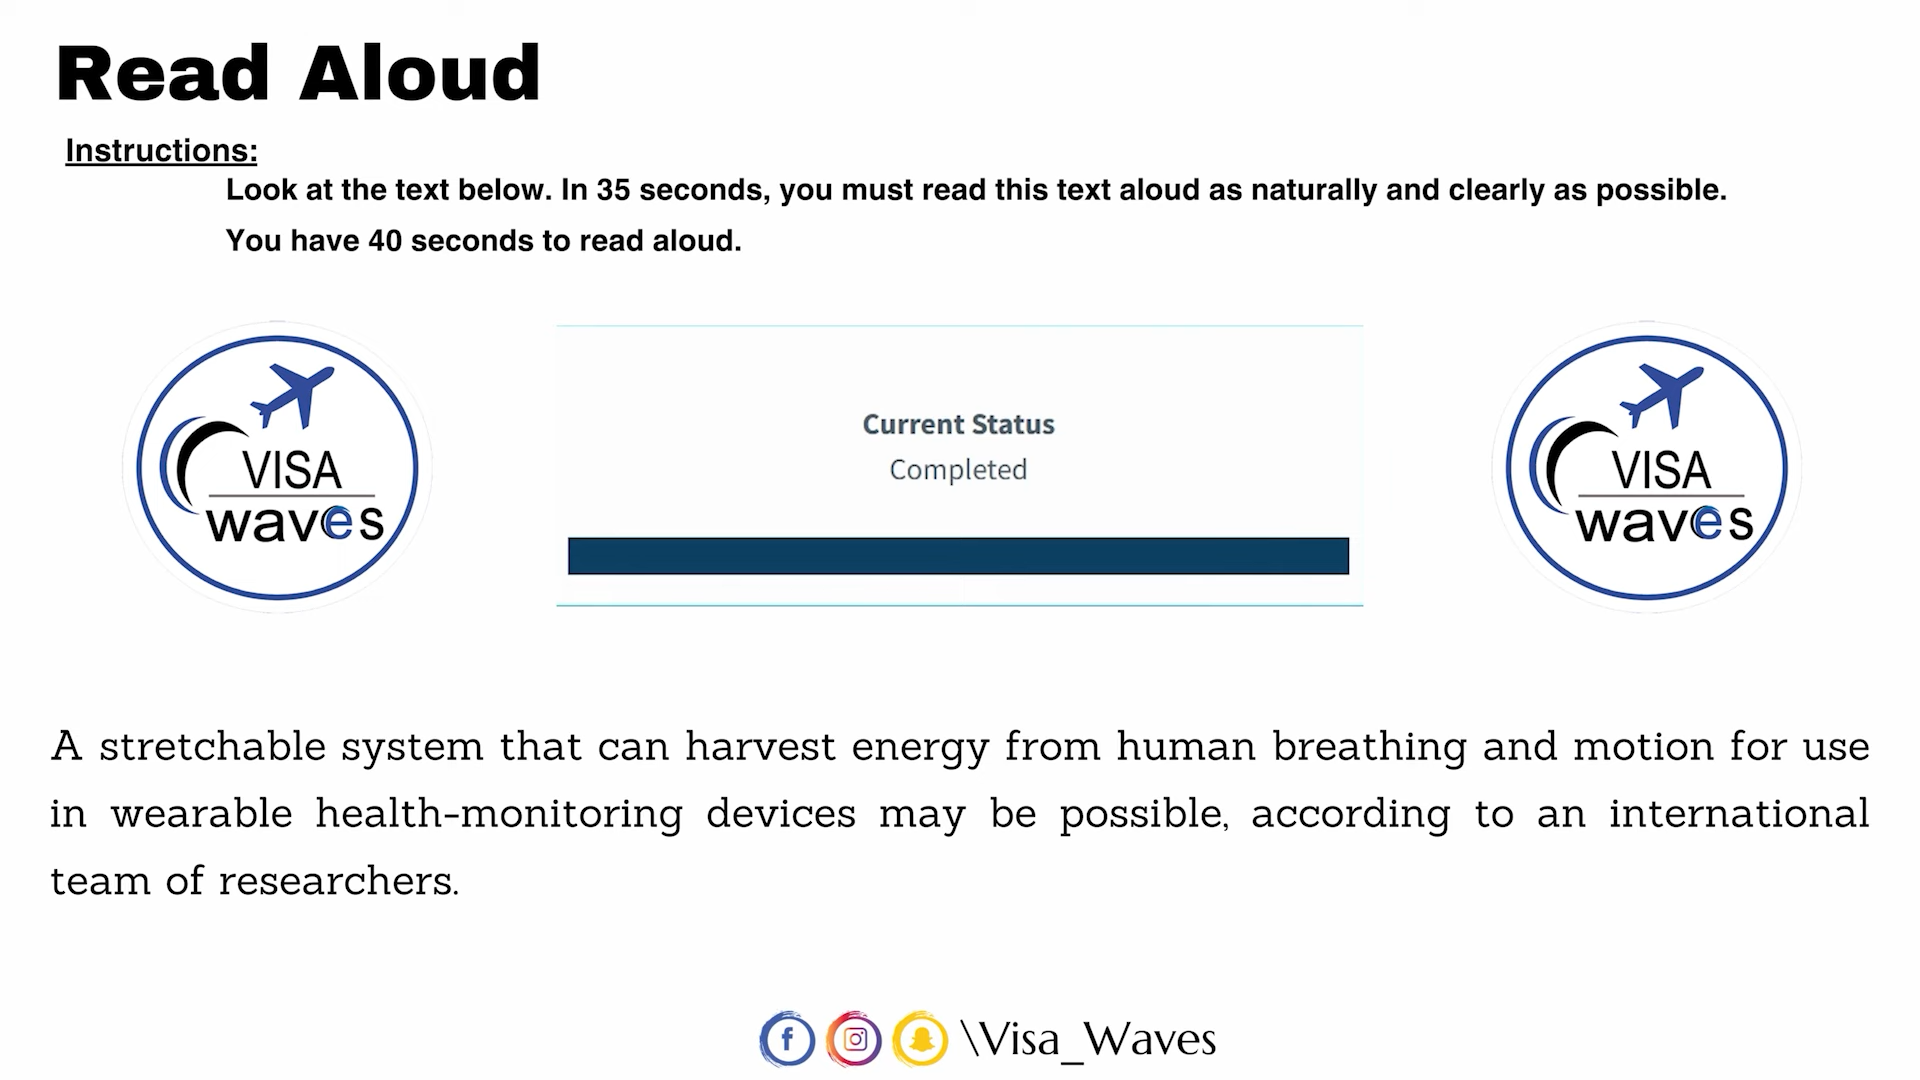 Read Aloud
Instructions:
Look at the text below. In 35 seconds, you must read this text aloud as naturally and clearly as possible.
You have 40 seconds to read aloud.
VISA
waves
Current Status
Completed
VISA
waves
A stretchable system that can harvest energy from human breathing and motion for use
in wearable health-monitoring devices may be possible, according to an international
team of researchers.
\Visa_Waves